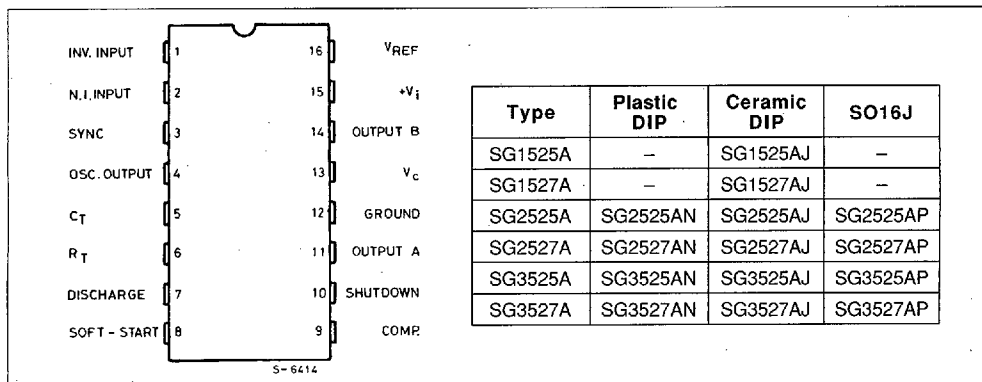 INV. INPUT 1 16 VREF
N.I. INPUT 2 15 +Vi
SYNC 3 14 OUTPUT B
OSC. OUTPUT 4 13 Vc
CT 5 12 GROUND
RT 6 11 OUTPUT A
DISCHARGE 7 10 SHUTDOWN
SOFT - START 8 9 COMP.
S-6414
Type Plastic DIP Ceramic DIP SO16J
SG1525A – SG1525AJ –
SG1527A – SG1527AJ –
SG2525A SG2525AN SG2525AJ SG2525AP
SG2527A SG2527AN SG2527AJ SG2527AP
SG3525A SG3525AN SG3525AJ SG3525AP
SG3527A SG3527AN SG3527AJ SG3527AP